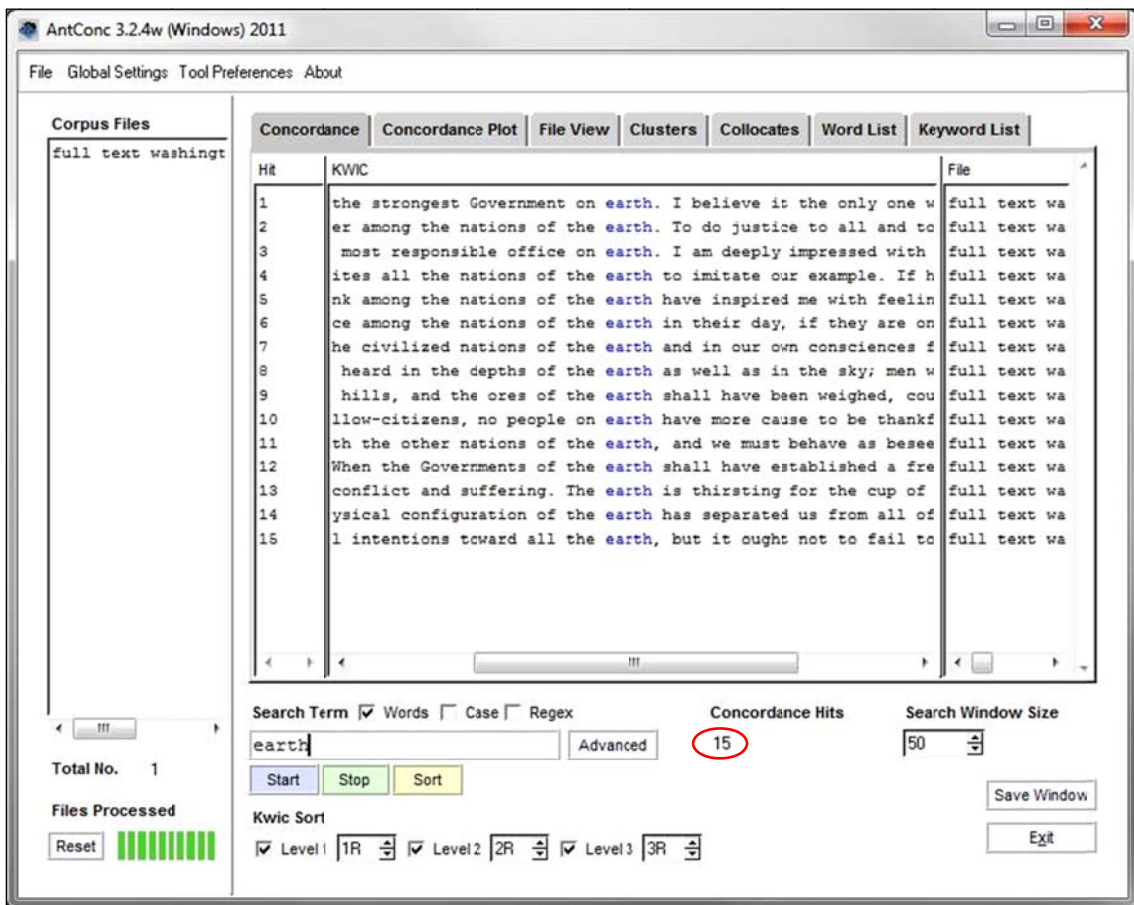 AntConc 3.2.4w (Windows) 2011
File Global Settings Tool Preferences About
Corpus Files
full text washingt
Concordance Concordance Plot File View Clusters Collocates Word List Keyword List
Hit KWIC File
1 the strongest Government on earth. I believe it the only one w full text wa
2 er among the nations of the earth. To do justice to all and to full text wa
3 most responsible office on earth. I am deeply impressed with full text wa
4 ites all the nations of the earth to imitate our example. If h full text wa
5 nk among the nations of the earth have inspired me with feelin full text wa
6 ce among the nations of the earth in their day, if they are on full text wa
7 he civilized nations of the earth and in our own consciences f full text wa
8 heard in the depths of the earth as well as in the sky; men w full text wa
9 hills, and the ores of the earth shall have been weighed, cou full text wa
10 llow-citizens, no people on earth have more cause to be thankf full text wa
11 th the other nations of the earth, and we must behave as besee full text wa
12 When the Governments of the earth shall have established a fre full text wa
13 conflict and suffering. The earth is thirsting for the cup of full text wa
14 ysical configuration of the earth has separated us from all of full text wa
15 l intentions toward all the earth, but it ought not to fail to full text wa
Search Term Words Case Regex Concordance Hits Search Window Size
earth Advanced 15 50
Total No. 1
Start Stop Sort
Save Window
Files Processed
Kwic Sort
Reset Level 1 1R Level 2 2R Level 3 3R Exit